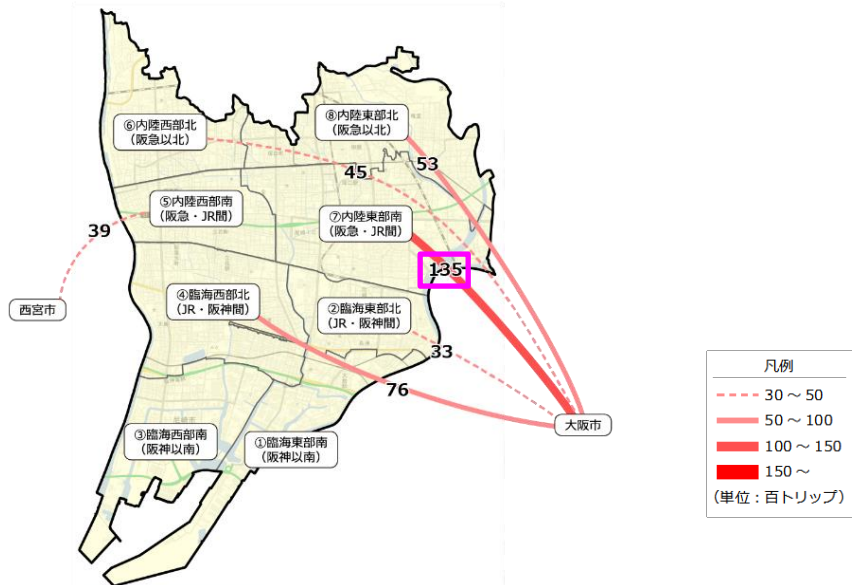 ⑥内陸西部北
（阪急以北）
⑧内陸東部北
（阪急以北）
45
53
⑤内陸西部南
（阪急・JR間）
⑦内陸東部南
（阪急・JR間）
39
135
西宮市
④臨海西部北
（JR・阪神間）
②臨海東部北
（JR・阪神間）
33
76
大阪市
③臨海西部南
（阪神以南）
①臨海東部南
（阪神以南）
凡例
30 ～ 50
50 ～ 100
100 ～ 150
150 ～
（単位：百トリップ）